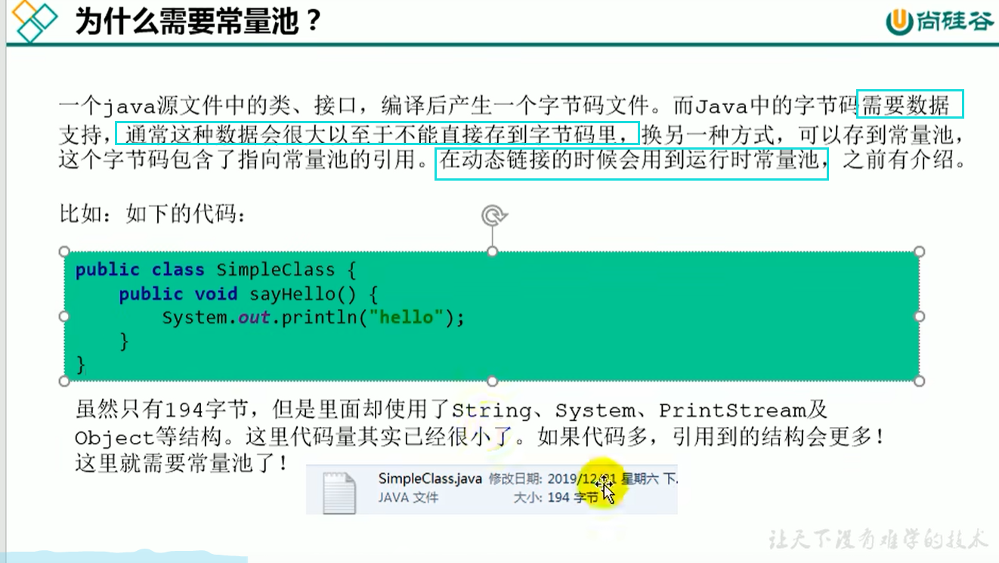 为什么需要常量池？
尚硅谷
一个java源文件中的类、接口，编译后产生一个字节码文件。而Java中的字节码需要数据
支持，通常这种数据会很大以至于不能直接存到字节码里，换另一种方式，可以存到常量池，
这个字节码包含了指向常量池的引用。在动态链接的时候会用到运行时常量池，之前有介绍。
比如：如下的代码：
public class SimpleClass {
    public void sayHello() {
        System.out.println("hello");
    }
}
虽然只有194字节，但是里面却使用了String、System、PrintStream及
Object等结构。这里代码量其实已经很小了。如果代码多，引用到的结构会更多！
这里就需要常量池了！
SimpleClass.java 修改日期: 2019/12/21 星期六 下.
JAVA 文件 大小: 194 字节
让天下没有难学的技术